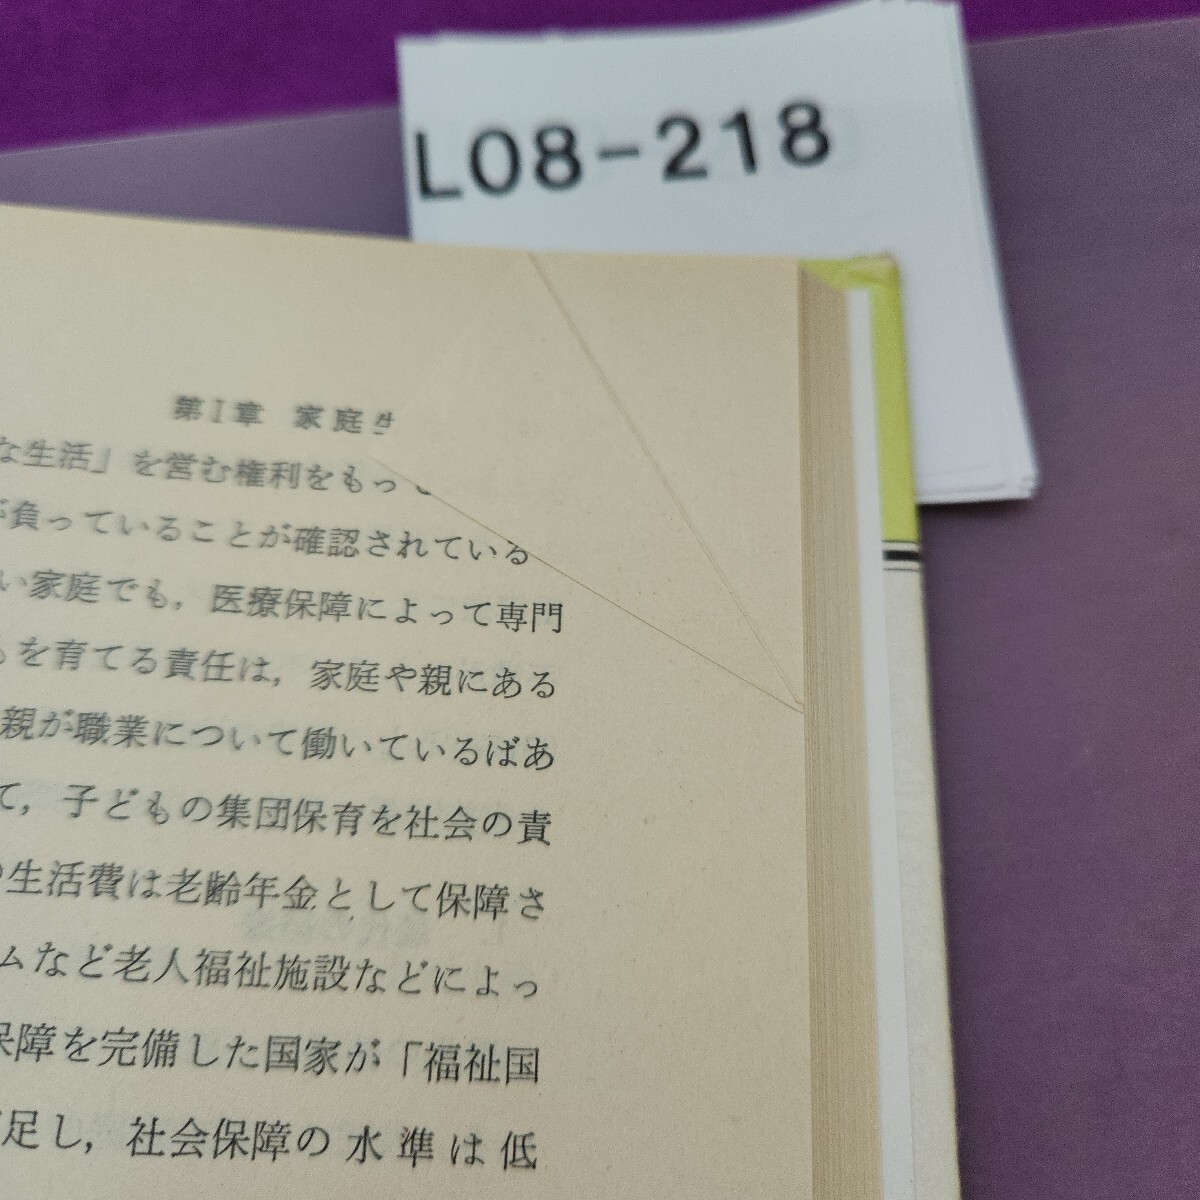 L08-218
第I章 家庭
な生活」を営む権利をもっ
負っていることが確認されている
い家庭でも,医療保障によって専門
を育てる責任は,家庭や親にある
親が職業について働いているばあ
て,子どもの集団保育を社会の責
生活費は老齢年金として保障さ
ムなど老人福祉施設などによっ
保障を完備した国家が「福祉国
足し,社会保障の水準は低